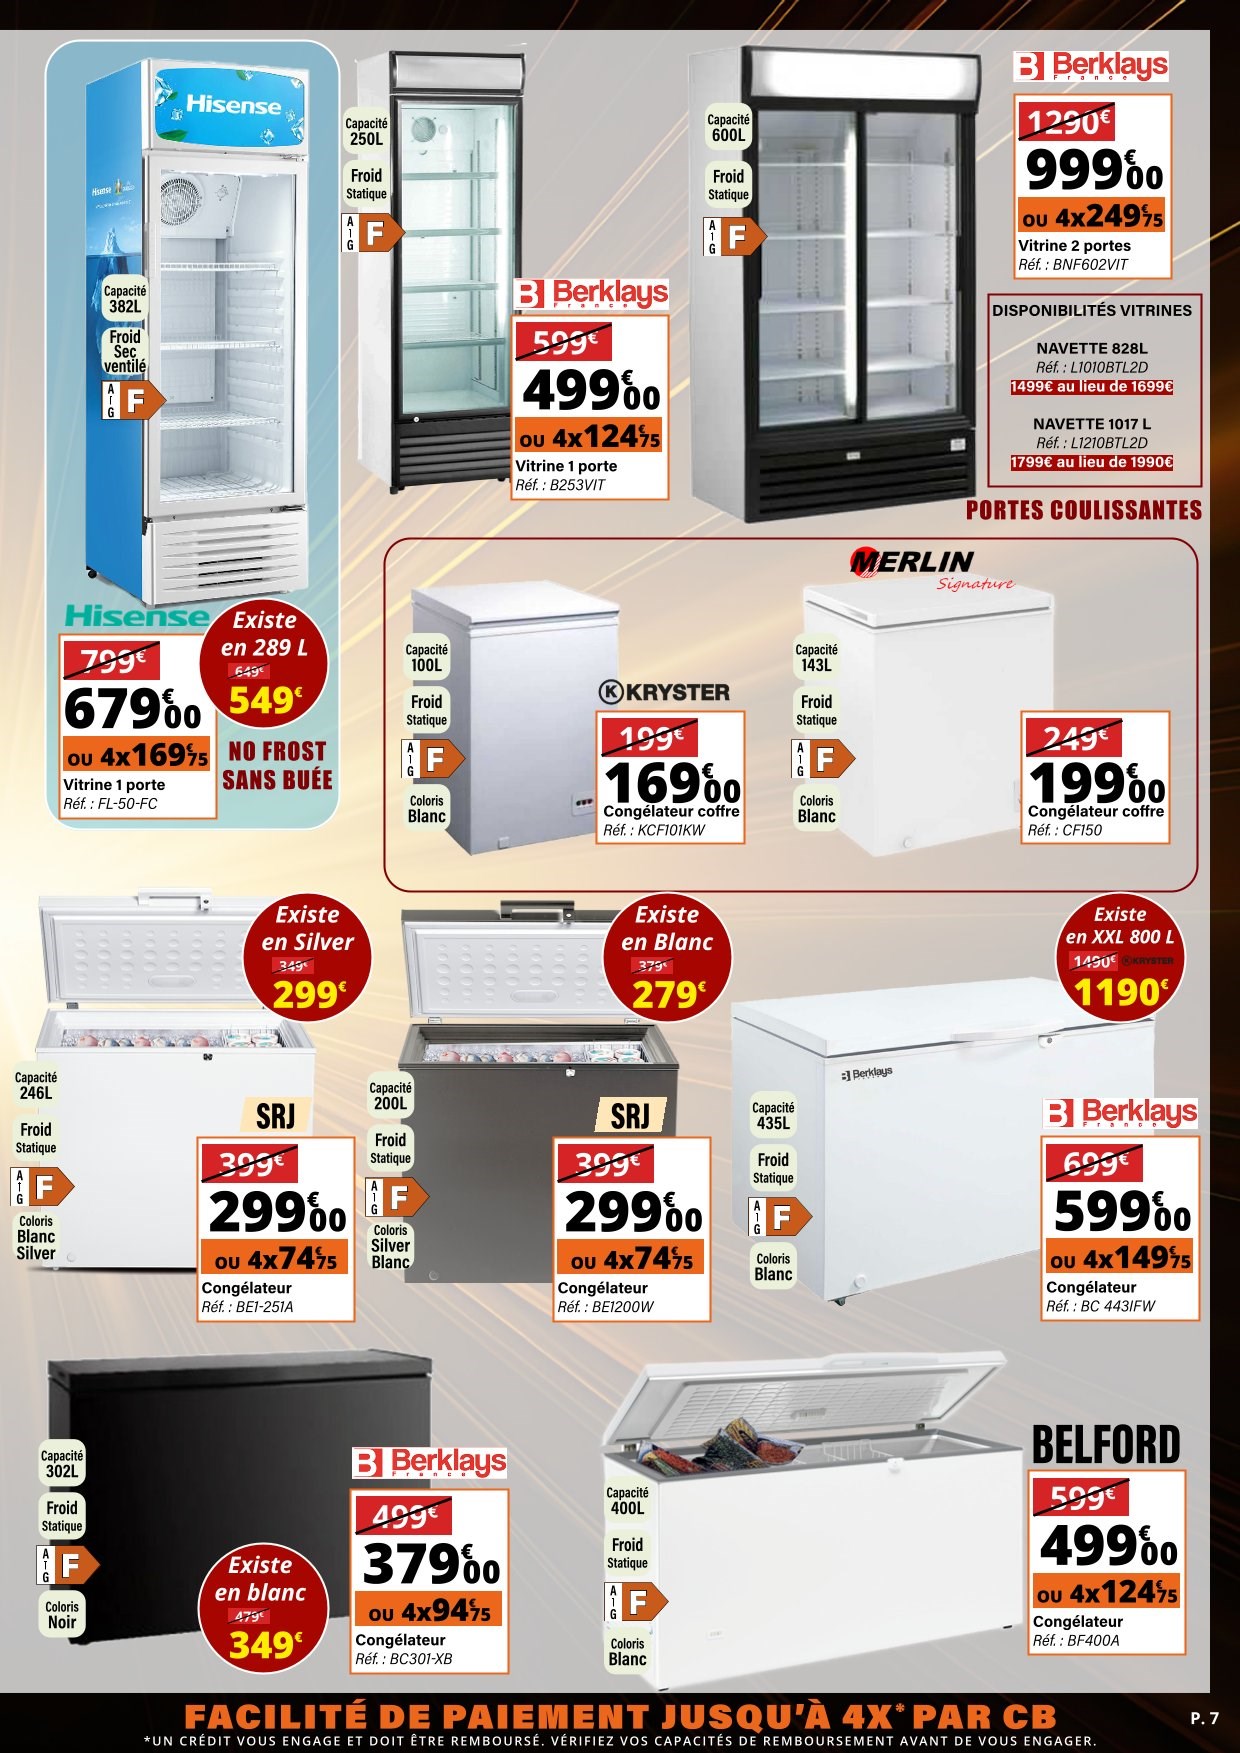 Hisense
Hisense
Capacité
382L
Froid
Sec
ventilé
A
G
F
Hisense
799€
679€00
OU 4x169€75
Vitrine 1 porte
Réf. : FL-50-FC
Existe
en 289 L
649€
549€
NO FROST
SANS BUÉE
Capacité
250L
Froid
Statique
A
G
F
Berklays
France
599€
499€00
OU 4x124€75
Vitrine 1 porte
Réf. : B253VIT
Capacité
600L
Froid
Statique
A
G
F
Berklays
France
1290€
999€00
OU 4x249€75
Vitrine 2 portes
Réf. : BNF602VIT
DISPONIBILITÉS VITRINES
NAVETTE 828L
Réf. : L1010BTL2D
1499€ au lieu de 1699€
NAVETTE 1017 L
Réf. : L1210BTL2D
1799€ au lieu de 1990€
PORTES COULISSANTES
Capacité
100L
Froid
Statique
A
G
F
Coloris
Blanc
KRYSTER
199€
169€00
Congélateur coffre
Réf. : KCF101KW
MERLIN
Signature
Capacité
143L
Froid
Statique
A
G
F
Coloris
Blanc
249€
199€00
Congélateur coffre
Réf. : CF150
Existe
en Silver
349€
299€
Capacité
246L
Froid
Statique
A
G
F
Coloris
Blanc
Silver
SRJ
399€
299€00
OU 4x74€75
Congélateur
Réf. : BE1-251A
Existe
en Blanc
379€
279€
Capacité
200L
Froid
Statique
A
G
F
Coloris
Silver
Blanc
SRJ
399€
299€00
OU 4x74€75
Congélateur
Réf. : BE1200W
Existe
en XXL 800 L
1490€ KRYSTER
1190€
Berklays
Capacité
435L
Froid
Statique
A
G
F
Coloris
Blanc
Berklays
France
699€
599€00
OU 4x149€75
Congélateur
Réf. : BC 443IFW
Capacité
302L
Froid
Statique
A
G
F
Coloris
Noir
Existe
en blanc
479€
349€
Berklays
France
499€
379€00
OU 4x94€75
Congélateur
Réf. : BC301-XB
Capacité
400L
Froid
Statique
A
G
F
Coloris
Blanc
BELFORD
599€
499€00
OU 4x124€75
Congélateur
Réf. : BF400A
FACILITÉ DE PAIEMENT JUSQU'À 4X* PAR CB
P. 7
*UN CRÉDIT VOUS ENGAGE ET DOIT ÊTRE REMBOURSÉ. VÉRIFIEZ VOS CAPACITÉS DE REMBOURSEMENT AVANT DE VOUS ENGAGER.